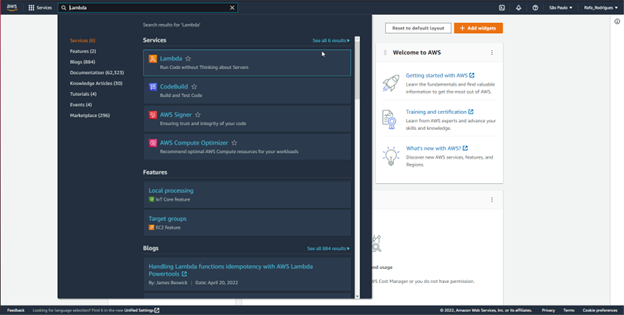 aws
Services
Lambda
São Paulo
Rafa_Rodrigues
Search results for 'Lambda'
Services (6)
Features (2)
Blogs (884)
Documentation (62,323)
Knowledge Articles (30)
Tutorials (4)
Events (4)
Marketplace (296)
Services
See all 6 results
Lambda
Run Code without Thinking about Servers
CodeBuild
Build and Test Code
AWS Signer
Ensuring trust and integrity of your code
AWS Compute Optimizer
Recommend optimal AWS Compute resources for your workloads
Features
Local processing
IoT Core feature
Target groups
EC2 feature
Blogs
See all 884 results
Handling Lambda functions idempotency with AWS Lambda
Powertools
By: James Beswick | Date: April 20, 2022
Reset to default layout
+ Add widgets
Welcome to AWS
Getting started with AWS
Learn the fundamentals and find valuable
information to get the most out of AWS.
Training and certification
Learn from AWS experts and advance your
skills and knowledge.
What's new with AWS?
Discover new AWS services, features, and
Regions.
nd usage
WS Cost Manager or you do not have permission.
Feedback
Looking for language selection? Find it in the new Unified Settings
© 2022, Amazon Web Services, Inc. or its affiliates.
Privacy
Terms
Cookie preferences